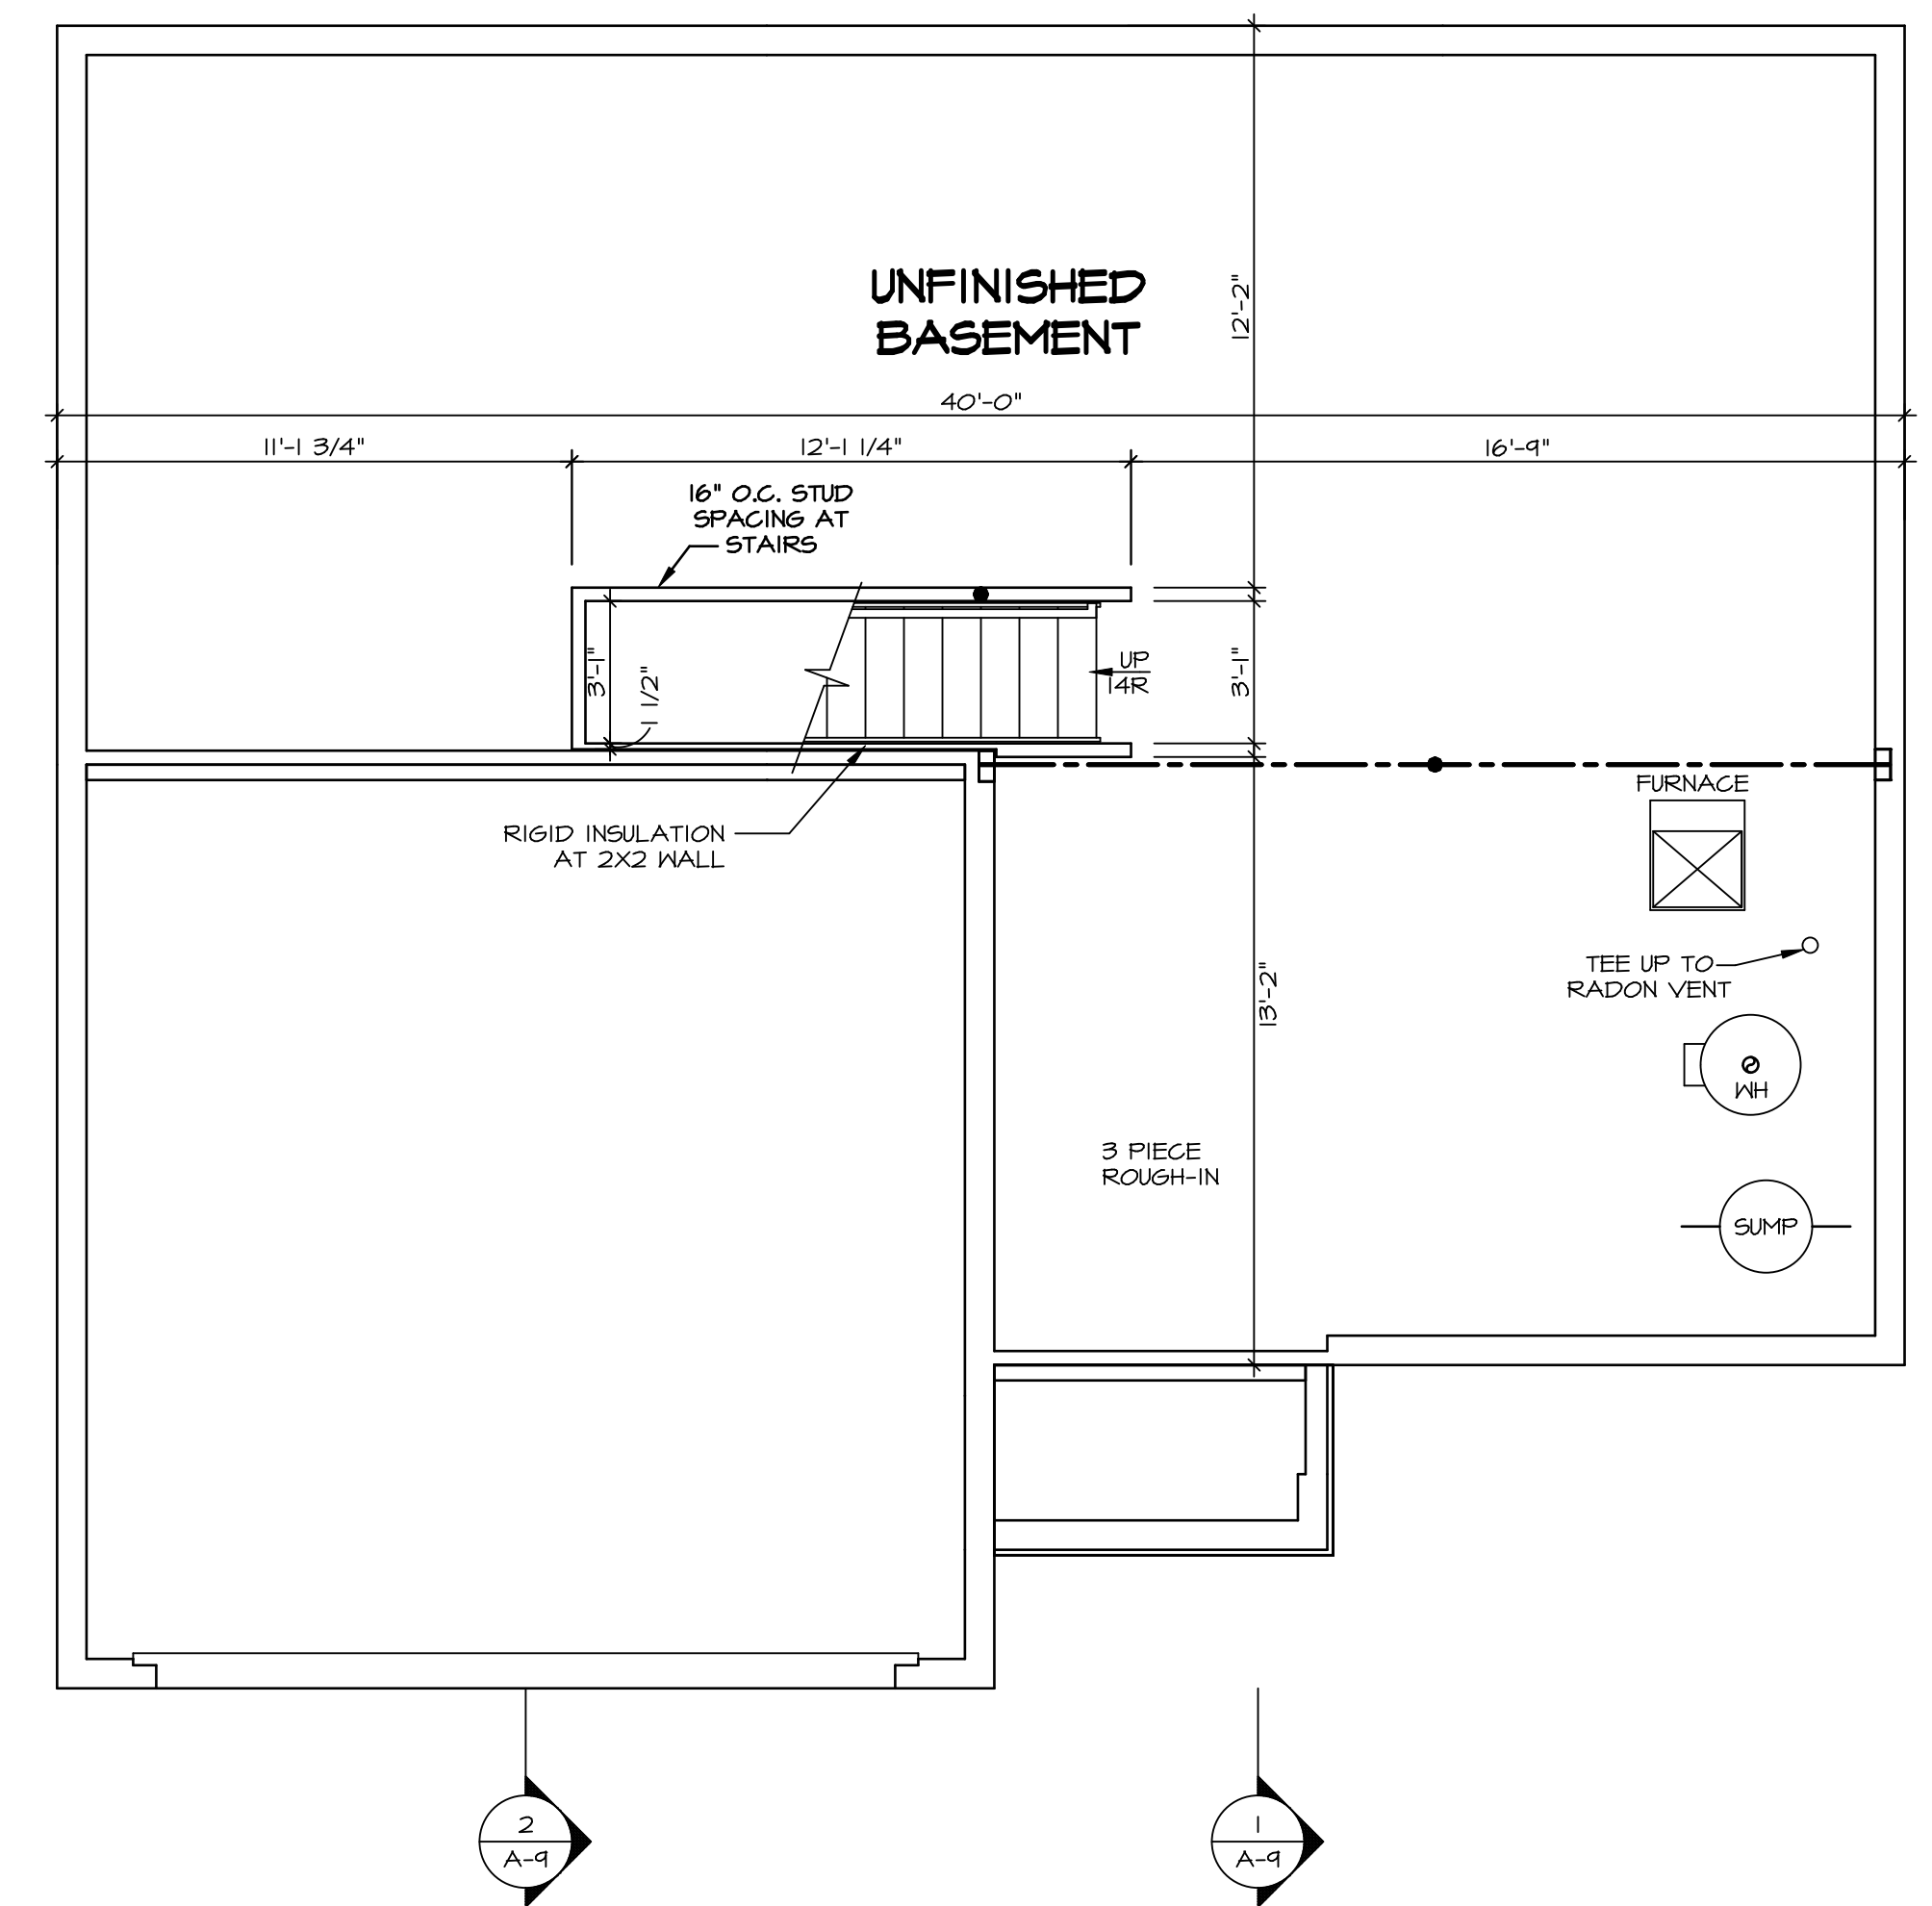 UNFINISHED
BASEMENT
12'-2"
40'-0"
11'-1 3/4"
12'-1 1/4"
16'-9"
16" O.C. STUD
SPACING AT
STAIRS
3'-1"
1 1/2"
UP
14R
3'-1"
FURNACE
RIGID INSULATION
AT 2X2 WALL
TEE UP TO
RADON VENT
13'-2"
WH
3 PIECE
ROUGH-IN
SUMP
2
A-9
1
A-9